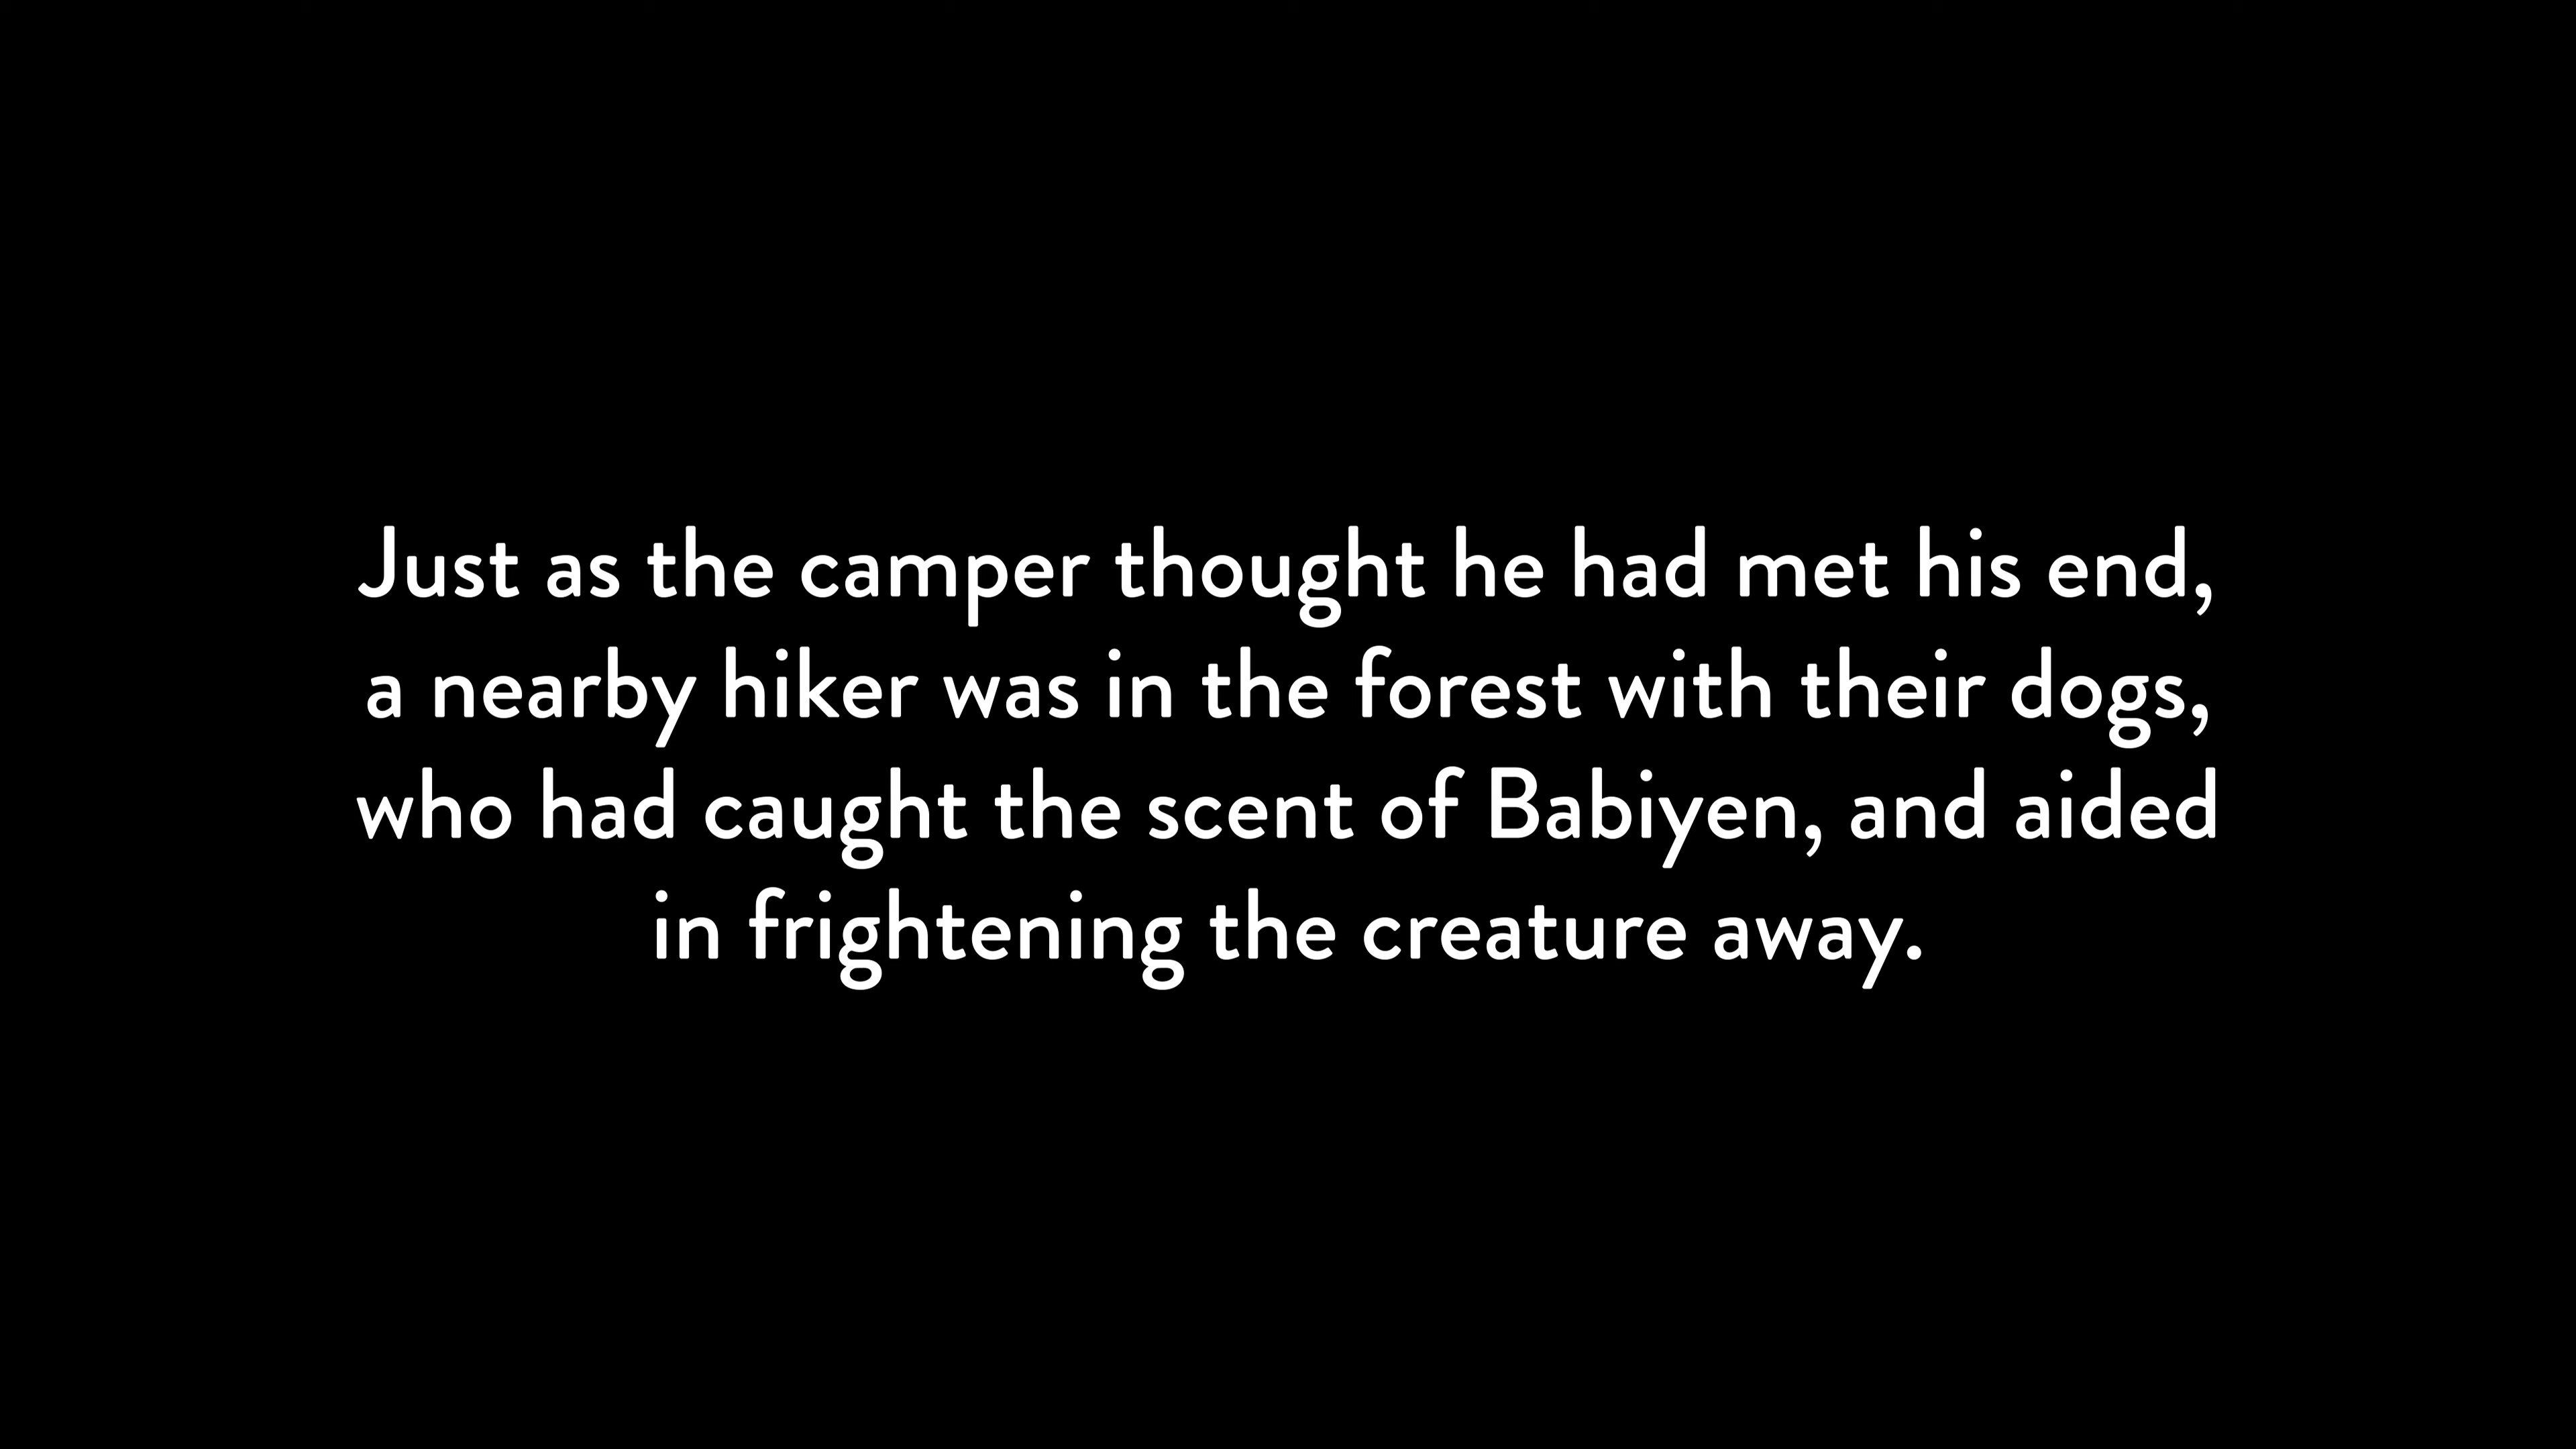 Just as the camper thought he had met his end,
a nearby hiker was in the forest with their dogs,
who had caught the scent of Babiyen, and aided
in frightening the creature away.